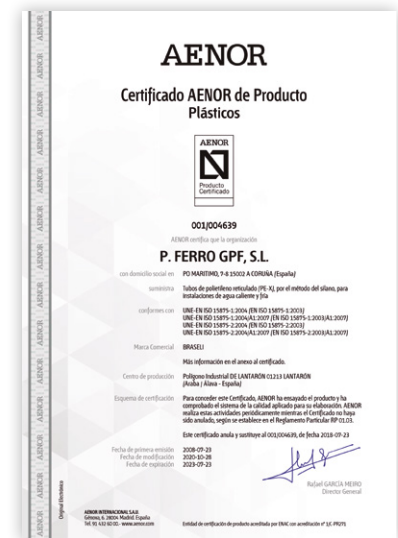 AENOR
Certificado AENOR de Producto
Plásticos
AENOR
Producto
Certificado
001/004639
AENOR certifica que la organización
P. FERRO GPF, S.L.
con domicilio social en PO MARITIMO, 7-8 15002 A CORUÑA (España)
suministra Tubos de polietileno reticulado (PE-X), por el método del silano, para
instalaciones de agua caliente y fría
conformes con UNE-EN ISO 15875-1:2004 (EN ISO 15875-1:2003)
UNE-EN ISO 15875-1:2004/A1:2007 (EN ISO 15875-1:2003/A1:2007)
UNE-EN ISO 15875-2:2004 (EN ISO 15875-2:2003)
UNE-EN ISO 15875-2:2004/A1:2007 (EN ISO 15875-2:2003/A1:2007)
Marca Comercial BRASELI
Más información en el anexo al certificado.
Centro de producción Polígono Industrial DE LANTARÓN 01213 LANTARÓN
(Araba / Álava - España)
Esquema de certificación Para conceder este Certificado, AENOR ha ensayado el producto y ha
comprobado el sistema de la calidad aplicado para su elaboración. AENOR
realiza estas actividades periódicamente mientras el Certificado no haya
sido anulado, según se establece en el Reglamento Particular RP 01.03.
Este certificado anula y sustituye al 001/004639, de fecha 2018-07-23
Fecha de primera emisión 2008-07-23
Fecha de modificación 2020-10-28
Fecha de expiración 2023-07-23
Rafael GARCÍA MEIRO
Director General
Original Electrónico
AENOR INTERNACIONAL S.A.U.
Génova, 6. 28004 Madrid. España
Tel. 91 432 60 00.- www.aenor.com
Entidad de certificación de producto acreditada por ENAC con acreditación nº 1/C-PR271